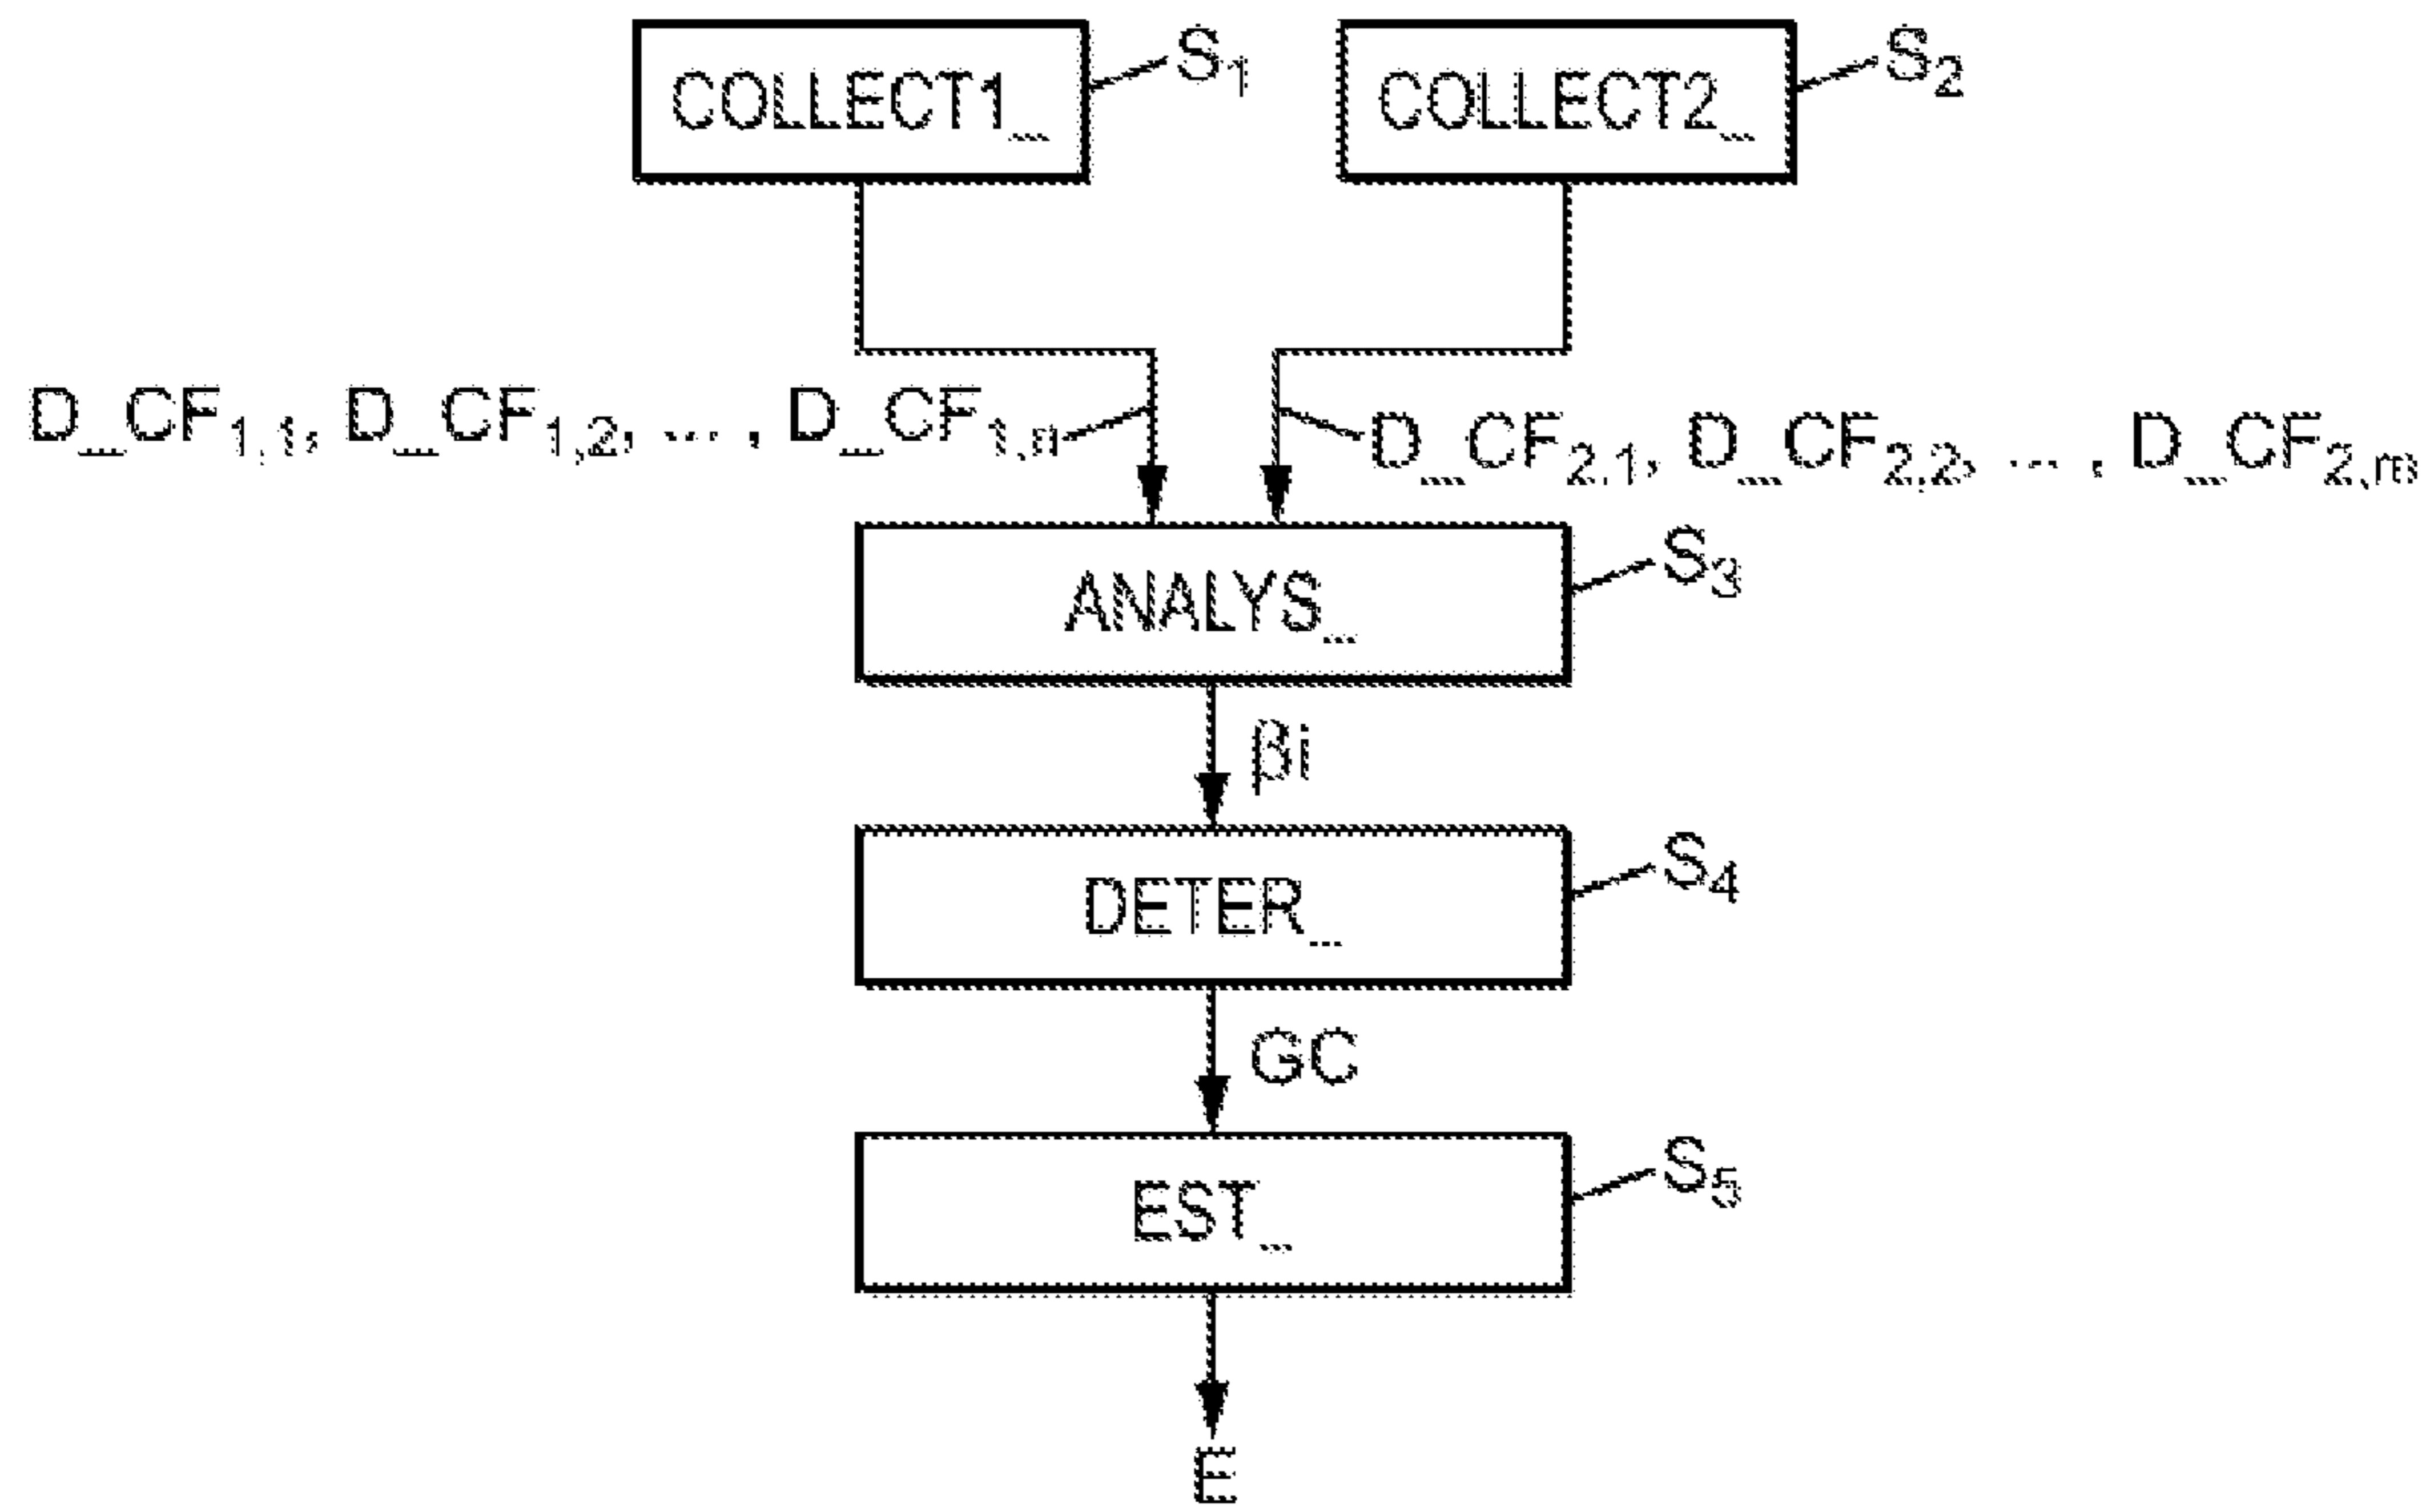 COLLECT1_ S1 COLLECT2_ S2
D_CF1,1, D_CF1,2, ... , D_CF1,n
D_CF2,1, D_CF2,2, ... , D_CF2,m
ANALYS_ S3
βi
DETER_ S4
GC
EST_ S5
E